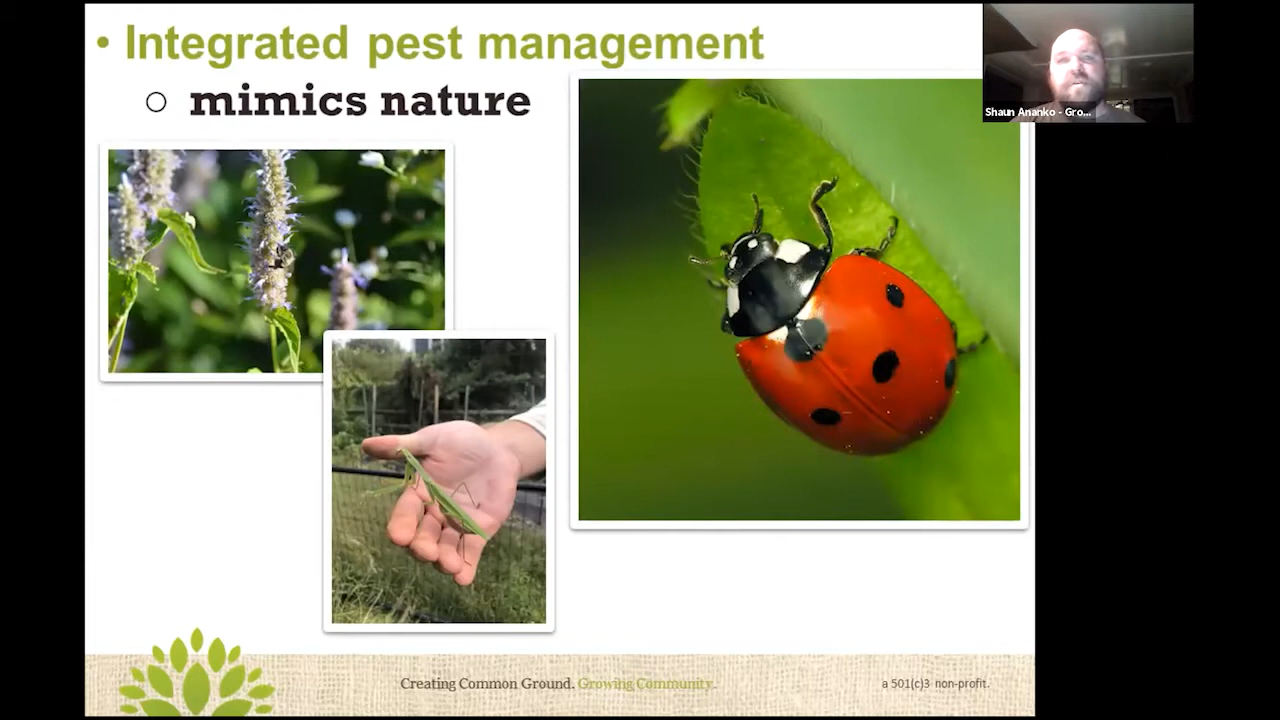 • Integrated pest management
○ mimics nature
Shaun Ananko - Gro...
Creating Common Ground. Growing Community.
a 501(c)3 non-profit.